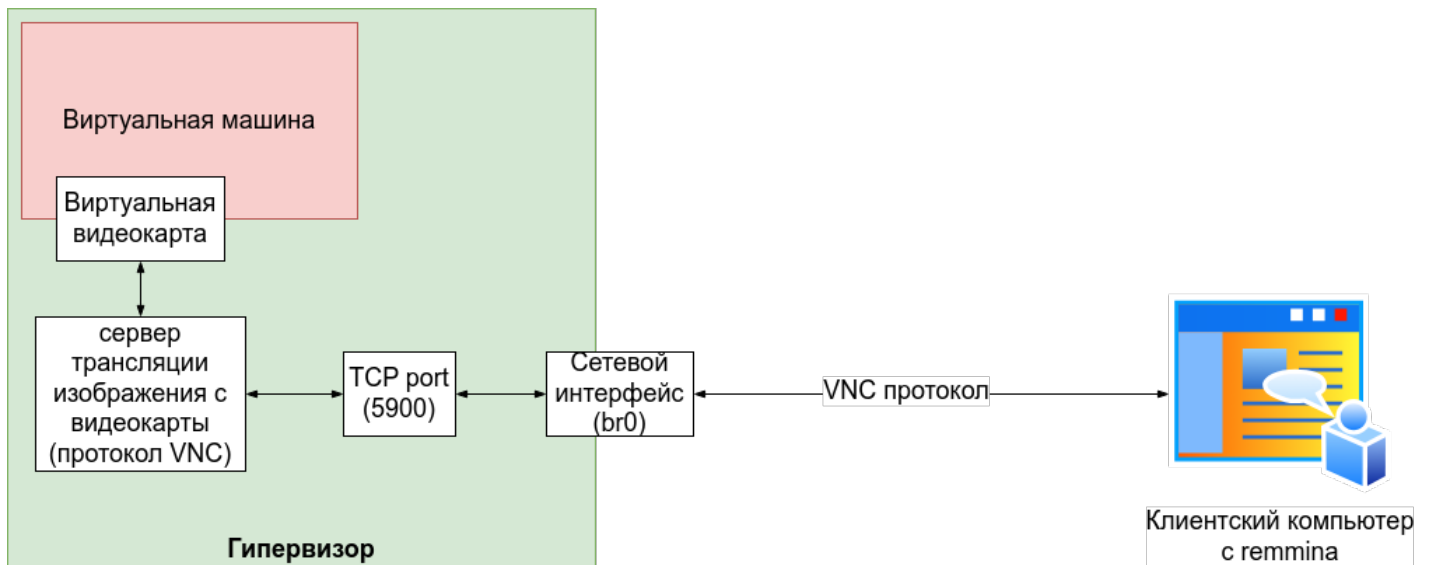 Виртуальная машина
Виртуальная
видеокарта
сервер
трансляции
изображения с
видеокарты
(протокол VNC)
TCP port
(5900)
Сетевой
интерфейс
(br0)
VNC протокол
Клиентский компьютер
с remmina
Гипервизор